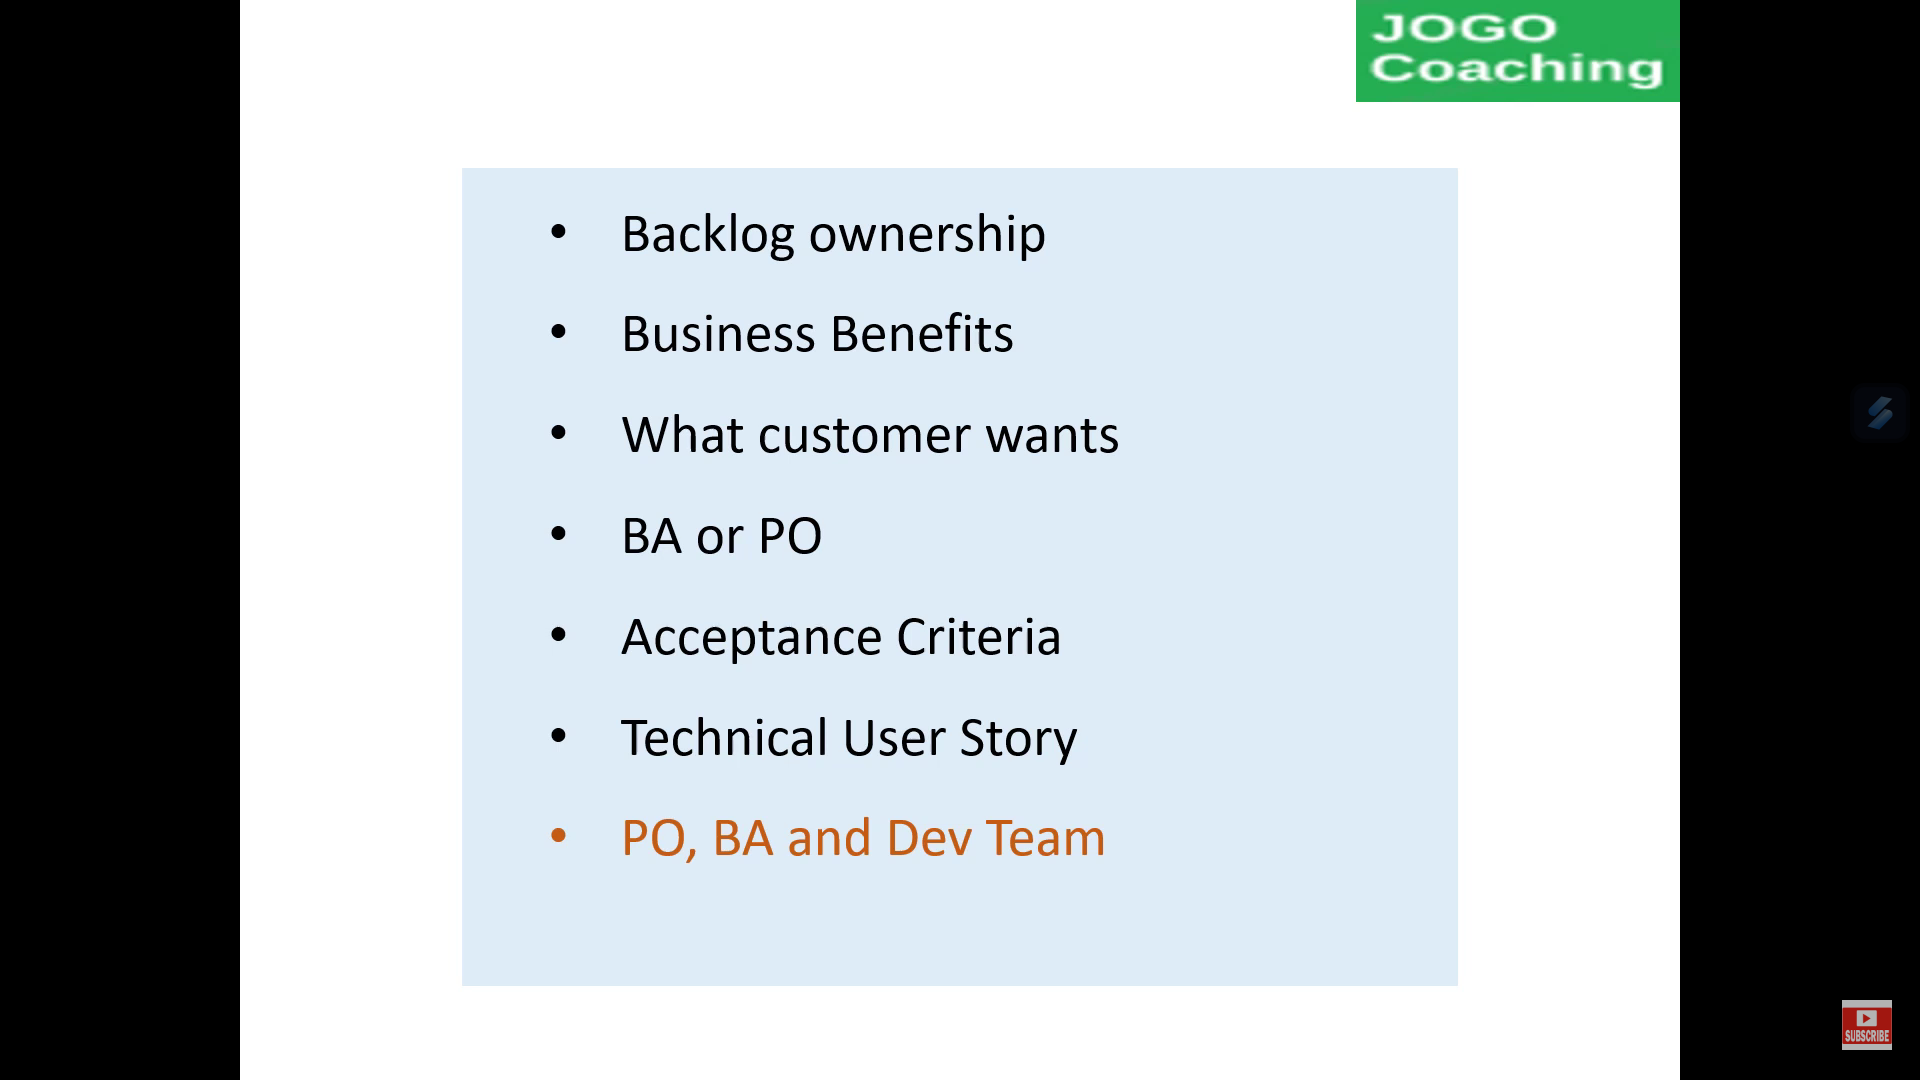 JOGO
Coaching
• Backlog ownership
• Business Benefits
• What customer wants
• BA or PO
• Acceptance Criteria
• Technical User Story
• PO, BA and Dev Team
SUBSCRIBE